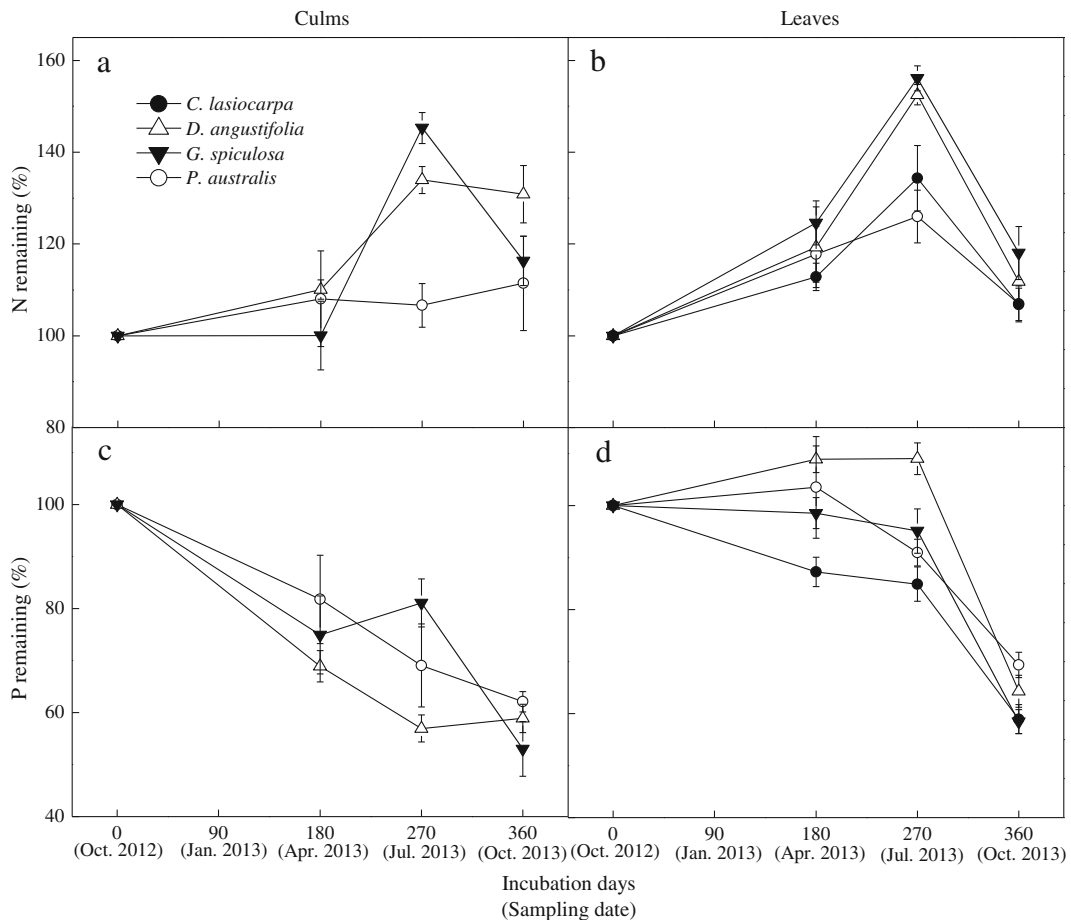 Culms
Leaves
a
b
C. lasiocarpa
D. angustifolia
G. spiculosa
P. australis
160
140
120
100
80
N remaining (%)
c
d
100
80
60
40
P remaining (%)
0 90 180 270 360 0 90 180 270 360
(Oct. 2012) (Jan. 2013) (Apr. 2013) (Jul. 2013) (Oct. 2013) (Oct. 2012) (Jan. 2013) (Apr. 2013) (Jul. 2013) (Oct. 2013)
Incubation days
(Sampling date)